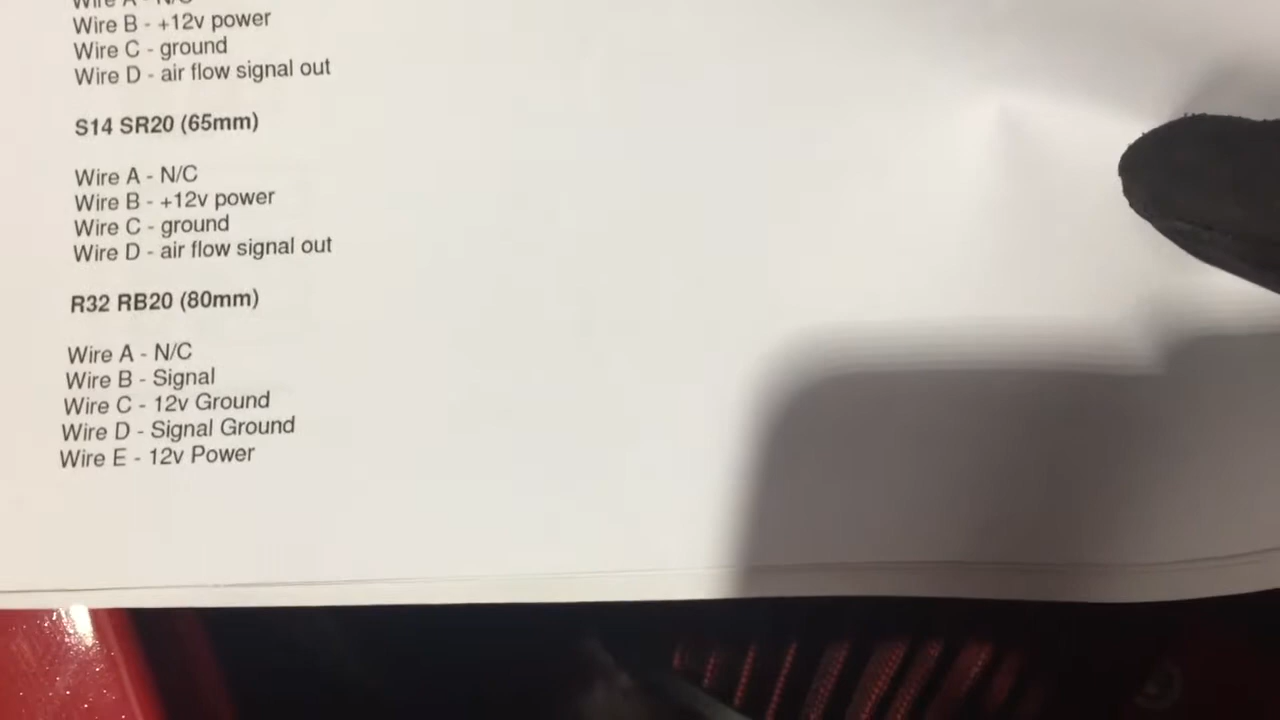 Wire A - N/C
Wire B - +12v power
Wire C - ground
Wire D - air flow signal out
S14 SR20 (65mm)
Wire A - N/C
Wire B - +12v power
Wire C - ground
Wire D - air flow signal out
R32 RB20 (80mm)
Wire A - N/C
Wire B - Signal
Wire C - 12v Ground
Wire D - Signal Ground
Wire E - 12v Power